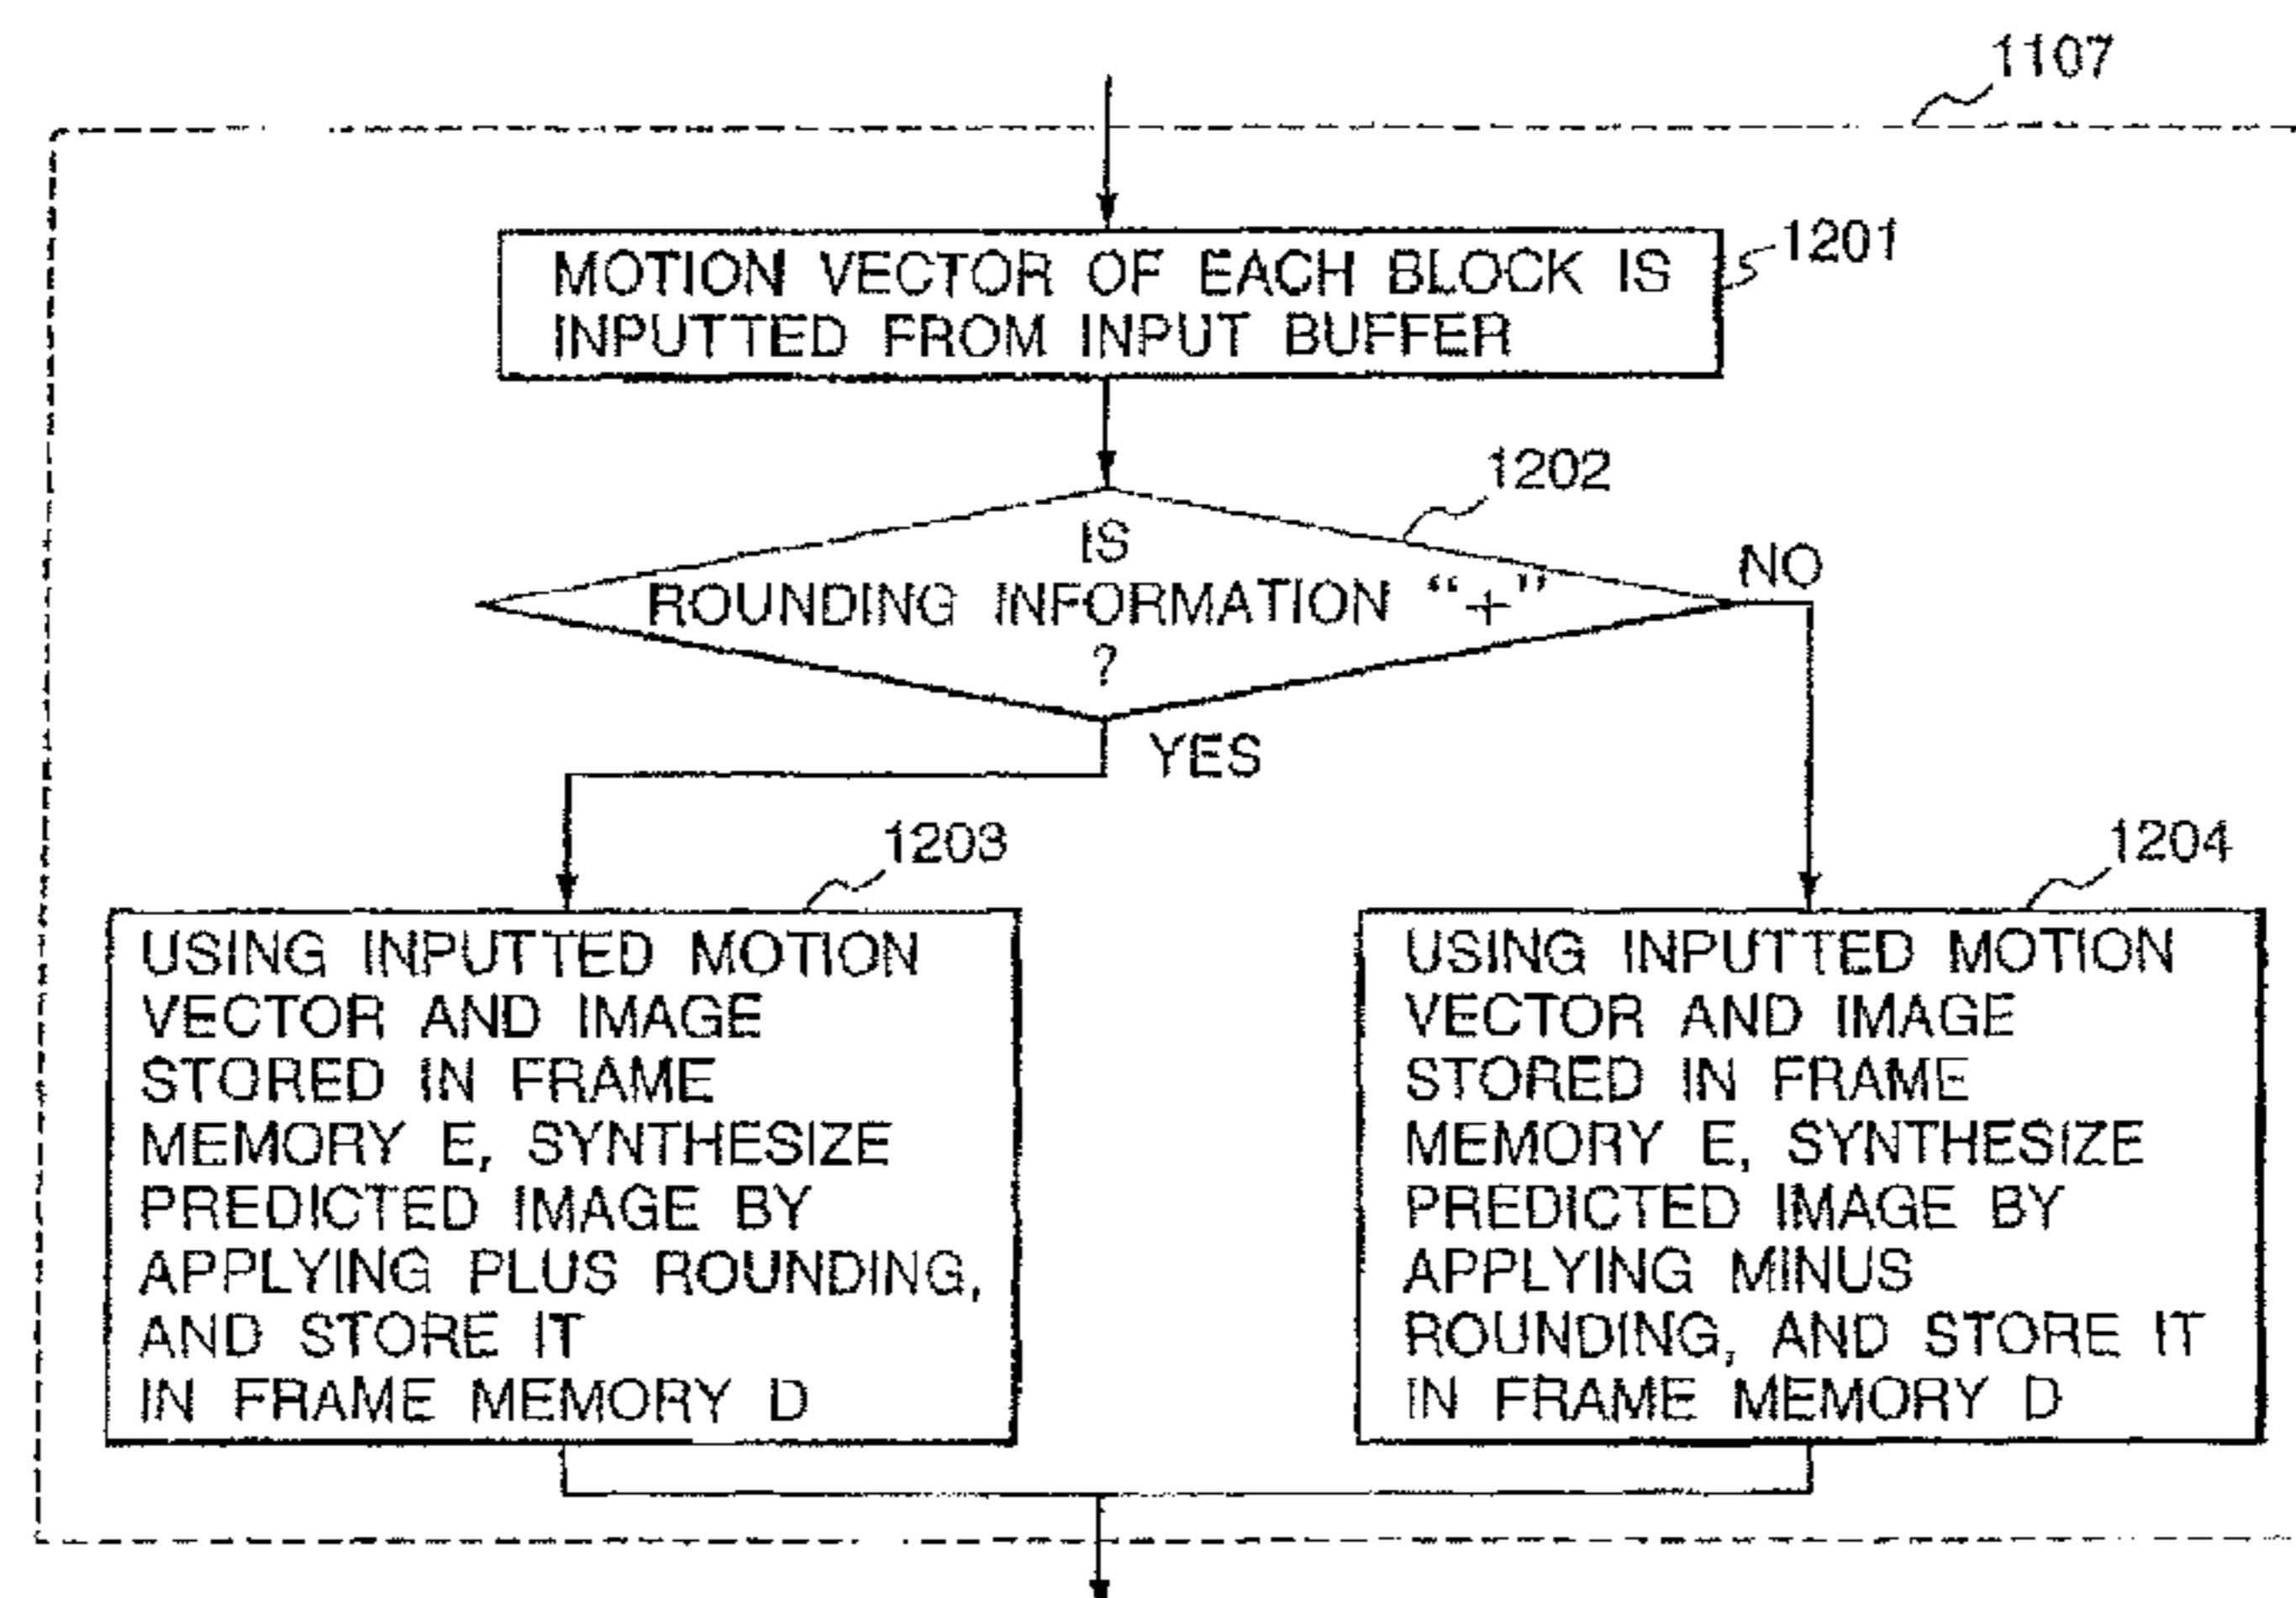 1107
MOTION VECTOR OF EACH BLOCK IS
INPUTTED FROM INPUT BUFFER
1201
1202
IS
ROUNDING INFORMATION “+”
?
NO
YES
1203
USING INPUTTED MOTION
VECTOR AND IMAGE
STORED IN FRAME
MEMORY E, SYNTHESIZE
PREDICTED IMAGE BY
APPLYING PLUS ROUNDING,
AND STORE IT
IN FRAME MEMORY D
1204
USING INPUTTED MOTION
VECTOR AND IMAGE
STORED IN FRAME
MEMORY E, SYNTHESIZE
PREDICTED IMAGE BY
APPLYING MINUS
ROUNDING, AND STORE IT
IN FRAME MEMORY D